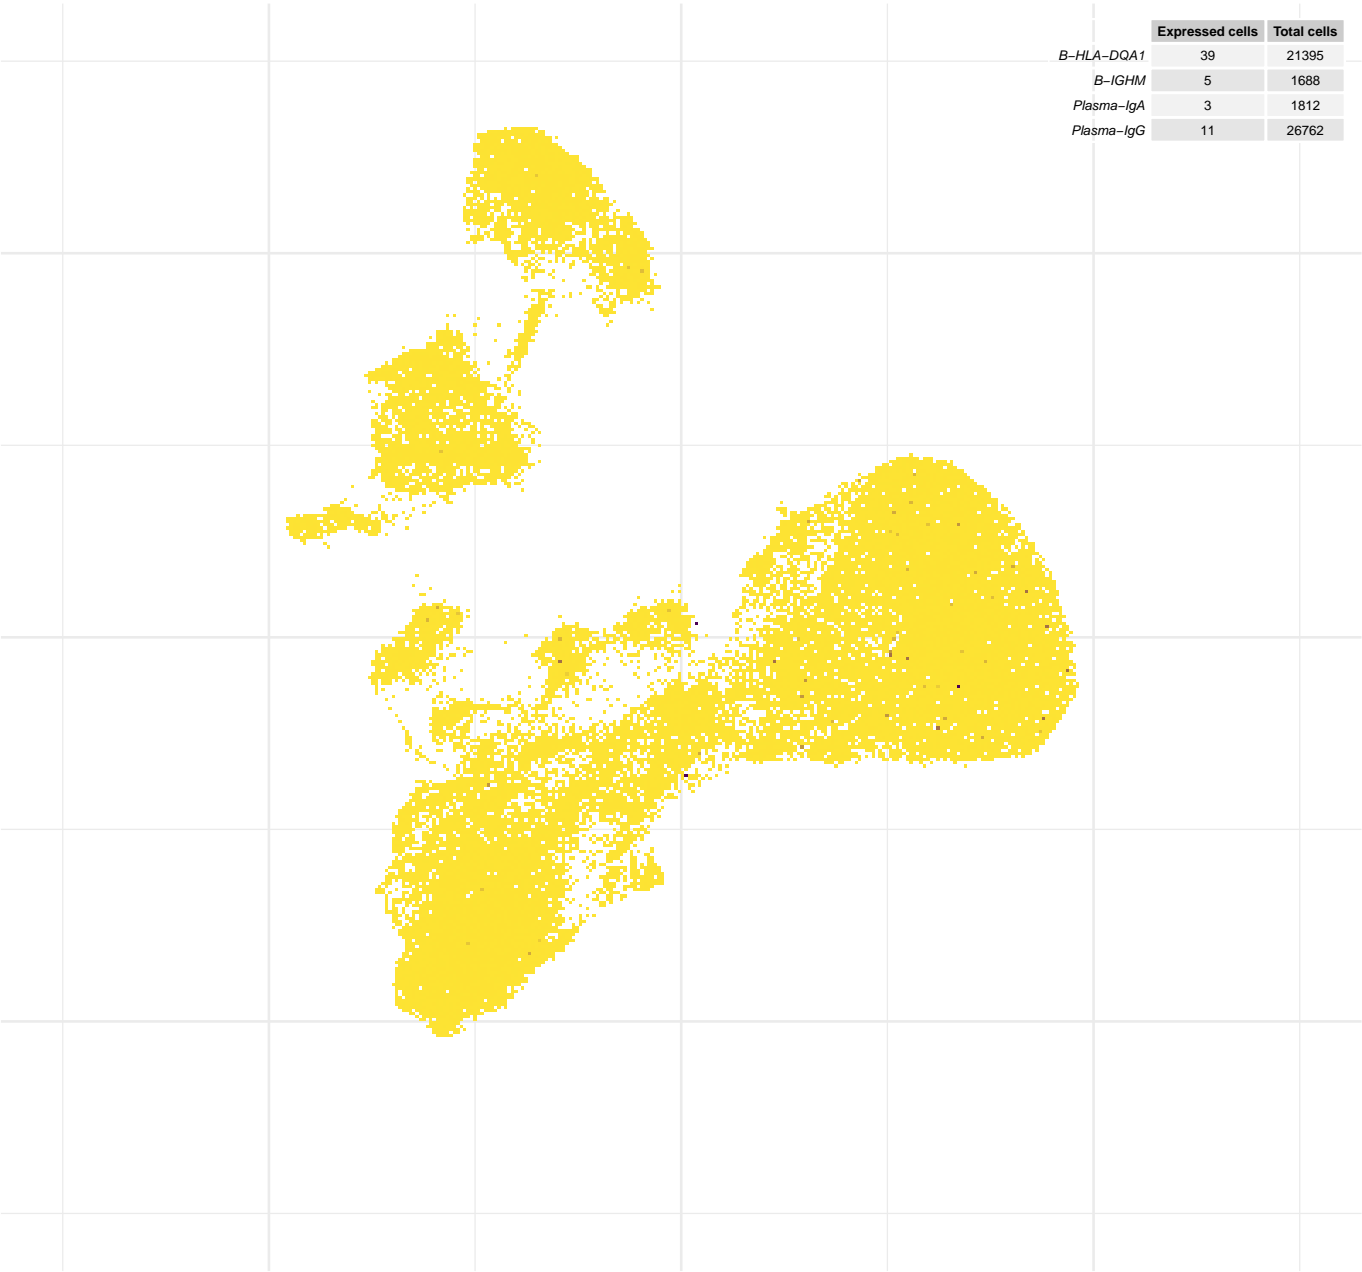 Expressed cells Total cells
B−HLA−DQA1 39 21395
B−IGHM 5 1688
Plasma−IgA 3 1812
Plasma−IgG 11 26762